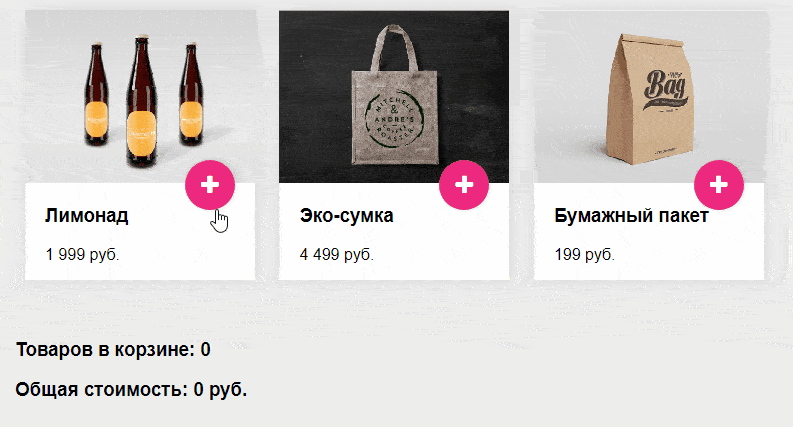 MITCHELL
&
ANDRE'S
COFFEE
ROASTER
Bag
Лимонад
Эко-сумка
Бумажный пакет
1 999 руб.
4 499 руб.
199 руб.
Товаров в корзине: 0
Общая стоимость: 0 руб.